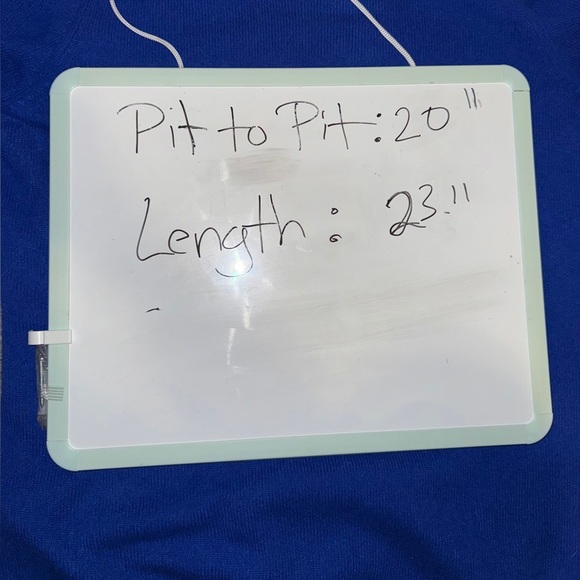 Pit to Pit: 20"
Length: 23."